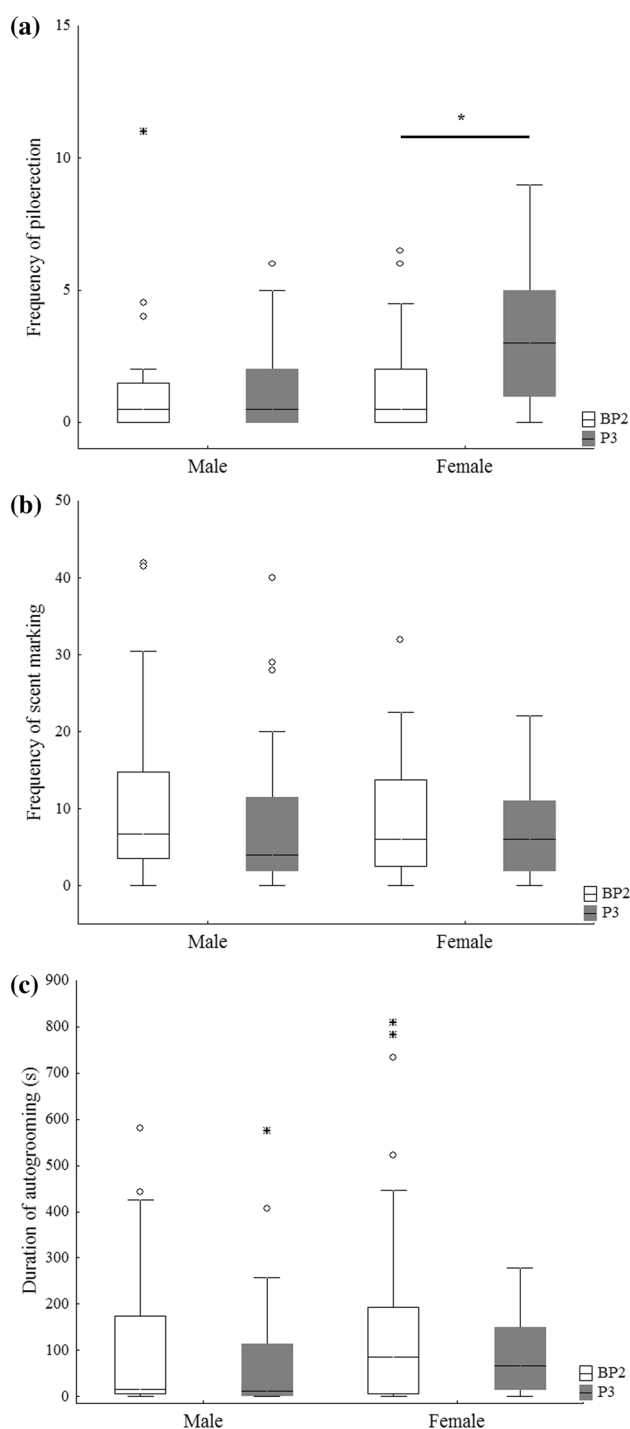 (a)
15
10
5
0
Frequency of piloerection
*
Male
Female
BP2
P3
(b)
50
40
30
20
10
0
Frequency of scent marking
Male
Female
BP2
P3
(c)
900
800
700
600
500
400
300
200
100
0
Duration of autogrooming (s)
Male
Female
BP2
P3